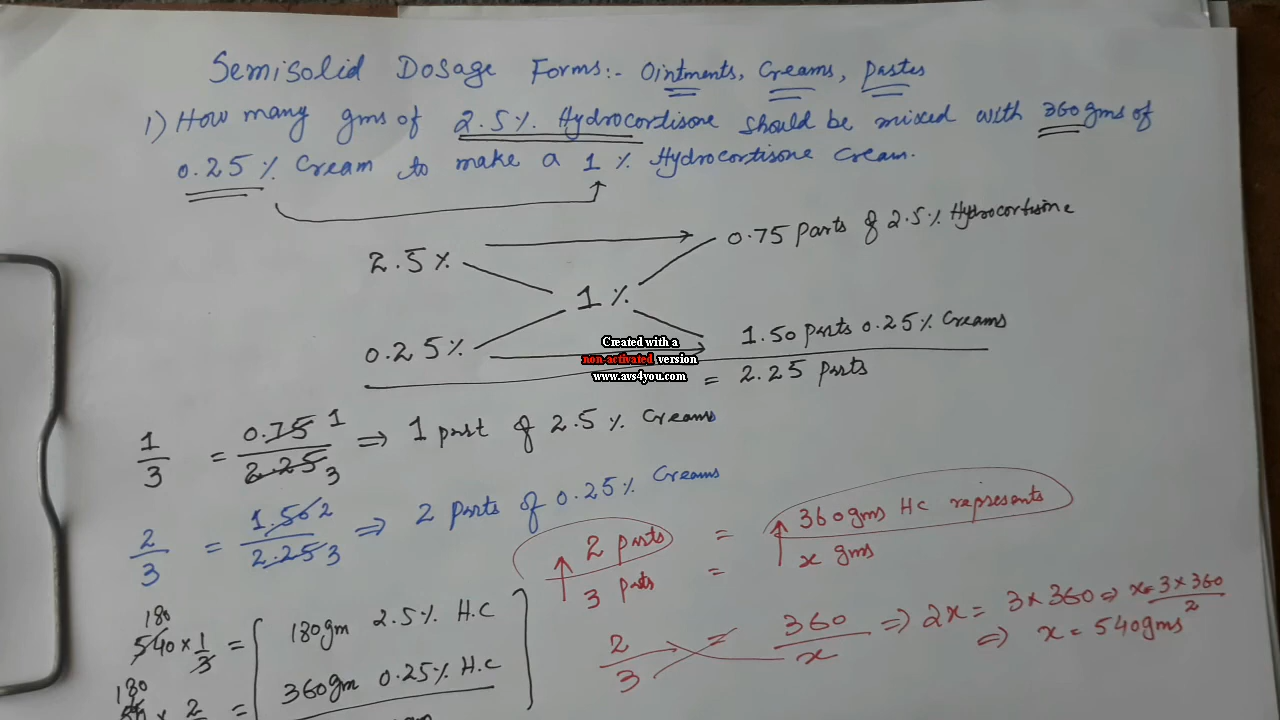 Semisolid Dosage Forms:- Ointments, Creams, Pastes
1) How many gms of 2.5% Hydrocortisone should be mixed with 360gms of
0.25% Cream to make a 1% Hydrocortisone Cream.
2.5%
0.75 Parts of 2.5% Hydrocortisone
1%
0.25%
1.50 Parts 0.25% Creams
= 2.25 Parts
Created with a
non-activated version
www.avs4you.com
1/3 = 0.75 1 / 2.25 3 ⇒ 1 part of 2.5% Creams
2/3 = 1.50 2 / 2.25 3 ⇒ 2 Parts of 0.25% Creams
2 Parts = 360gms HC represents
3 Parts = x gms
2/3 = 360/x ⇒ 2x = 3×360 ⇒ x = 3×360/2
⇒ x = 540gms
180
540 × 1/3 = 180gm 2.5% H.C
180
× 2 = 360gm 0.25% H.C